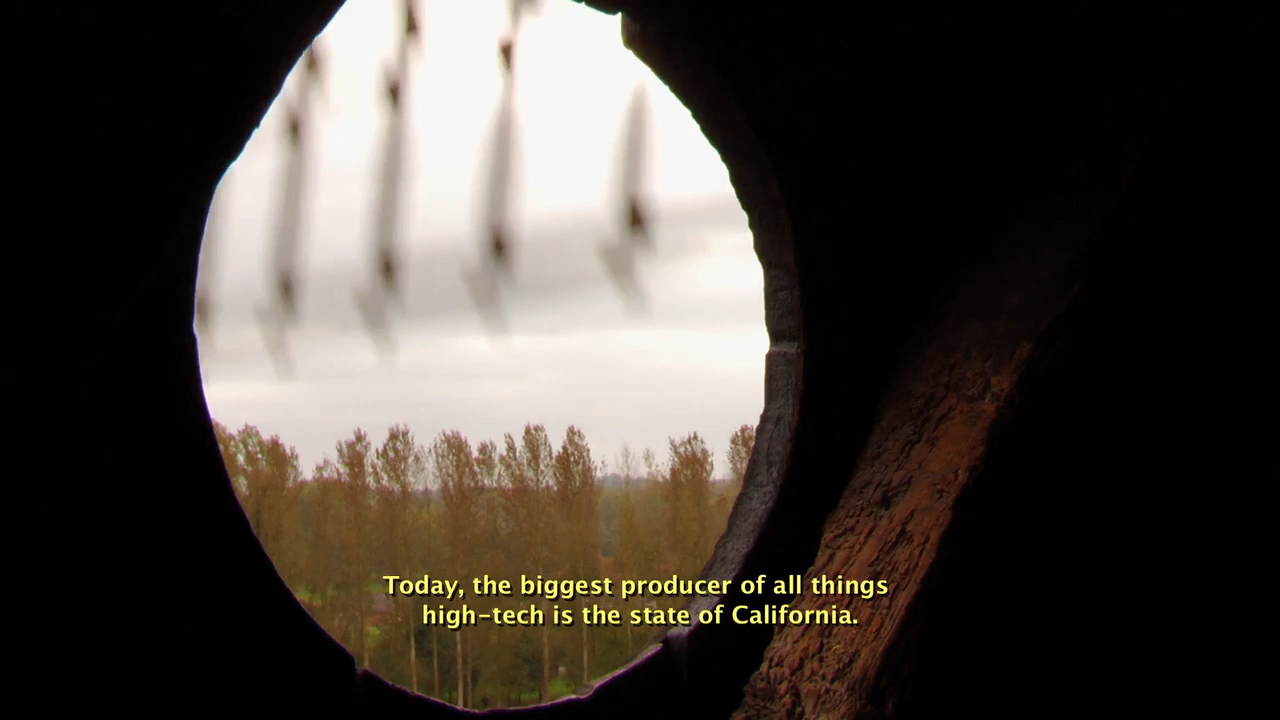 Today, the biggest producer of all things
high-tech is the state of California.